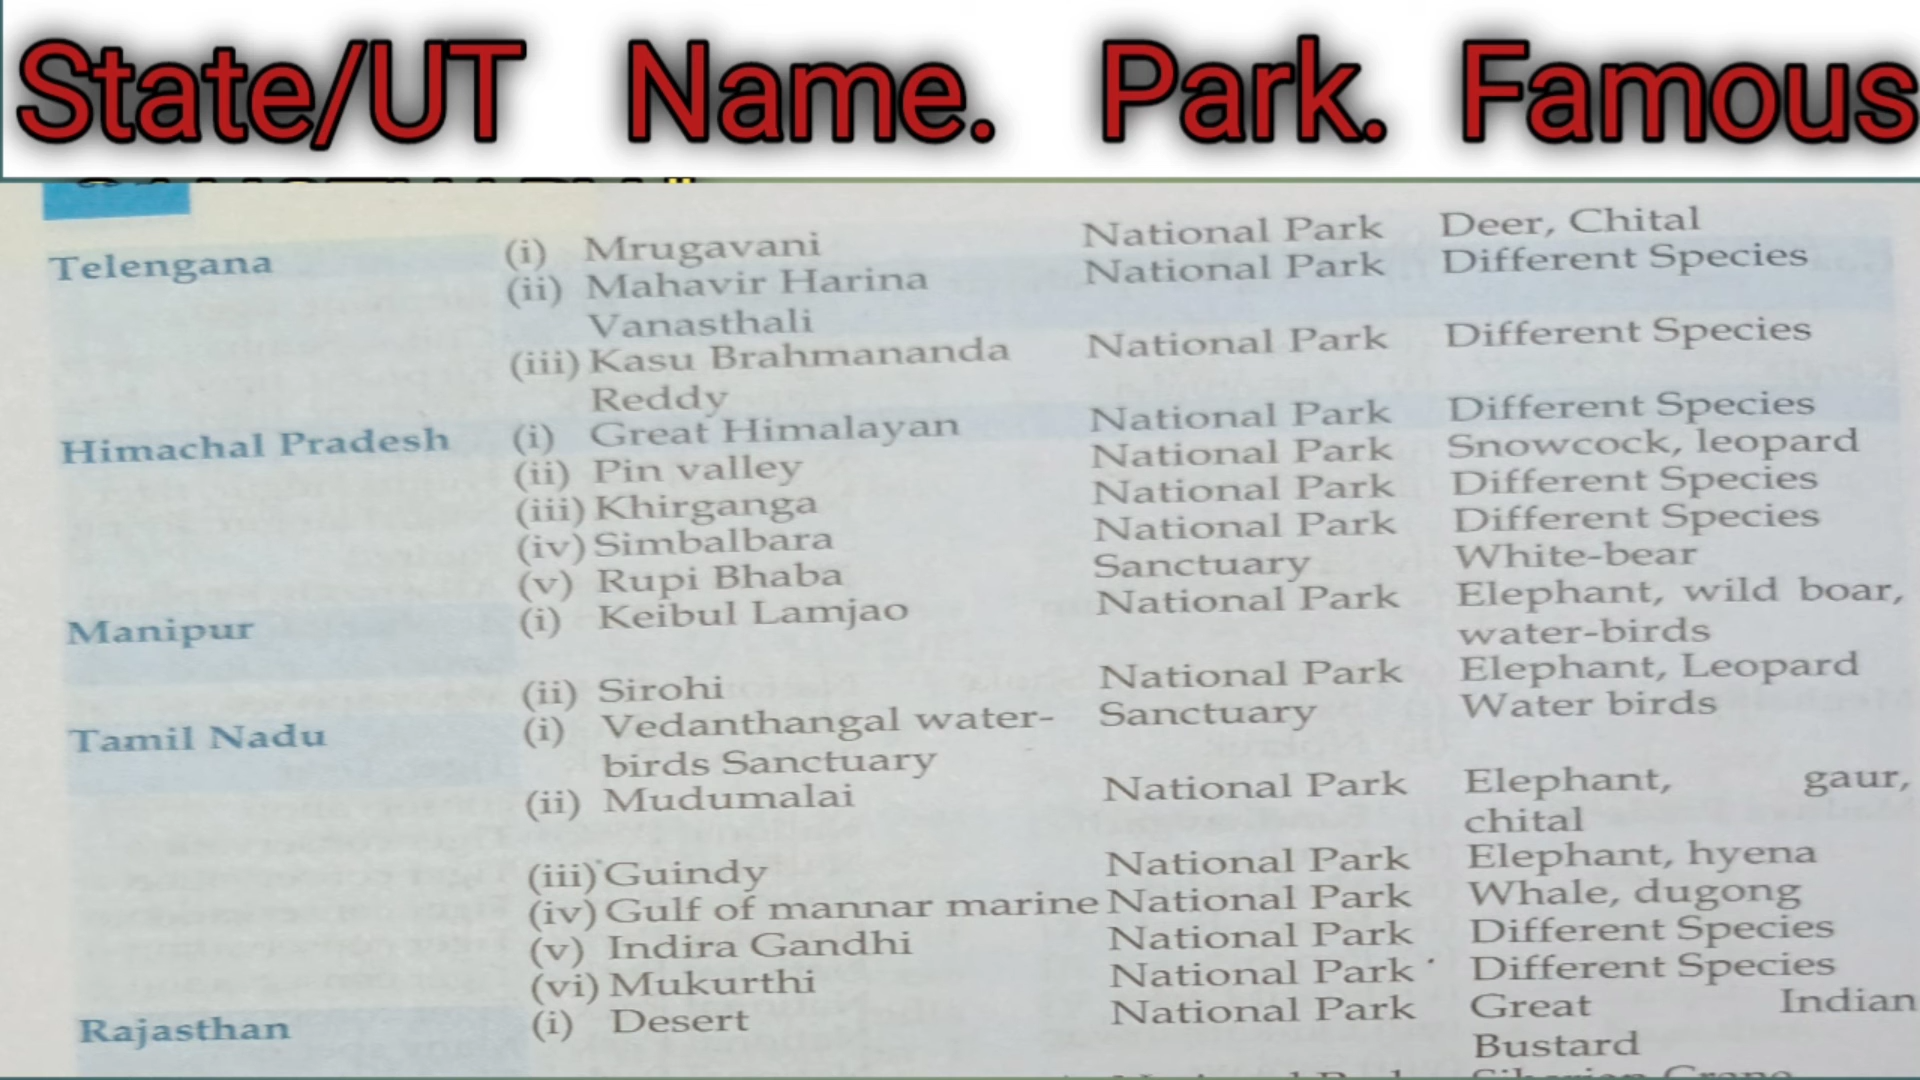 State/UT Name. Park. Famous
Telengana (i) Mrugavani National Park Deer, Chital
(ii) Mahavir Harina National Park Different Species
Vanasthali
(iii) Kasu Brahmananda National Park Different Species
Reddy
Himachal Pradesh (i) Great Himalayan National Park Different Species
(ii) Pin valley National Park Snowcock, leopard
(iii) Khirganga National Park Different Species
(iv) Simbalbara National Park Different Species
(v) Rupi Bhaba Sanctuary White-bear
Manipur (i) Keibul Lamjao National Park Elephant, wild boar,
water-birds
(ii) Sirohi National Park Elephant, Leopard
Tamil Nadu (i) Vedanthangal water- Sanctuary Water birds
birds Sanctuary
(ii) Mudumalai National Park Elephant, gaur,
chital
(iii) Guindy National Park Elephant, hyena
(iv) Gulf of mannar marine National Park Whale, dugong
(v) Indira Gandhi National Park Different Species
(vi) Mukurthi National Park Different Species
Rajasthan (i) Desert National Park Great Indian
Bustard